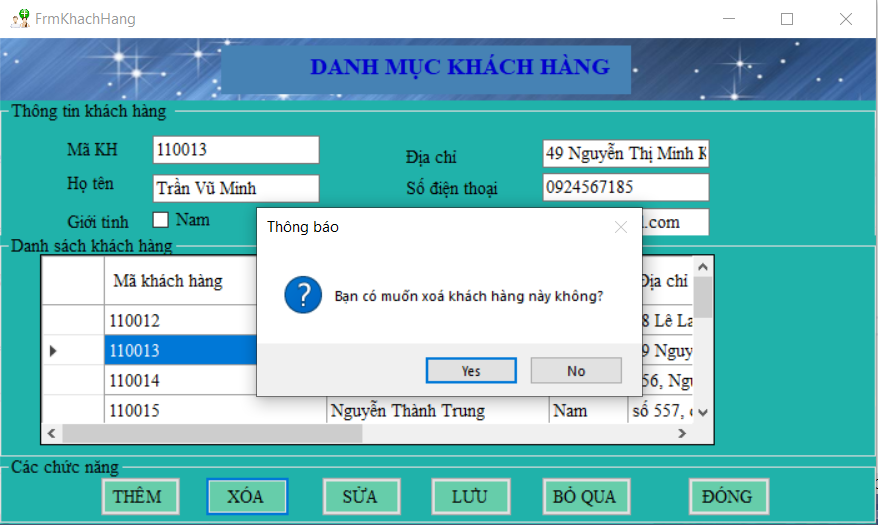 FrmKhachHang
DANH MỤC KHÁCH HÀNG
Thông tin khách hàng
Mã KH 110013
Địa chỉ 49 Nguyễn Thị Minh
Họ tên Trần Vũ Minh
Số điện thoại 0924567185
Giới tính Nam
.com
Danh sách khách hàng
Thông báo
Bạn có muốn xoá khách hàng này không?
Yes No
Mã khách hàng Địa chỉ
110012 8 Lê La
110013 9 Nguy
110014 56, Ngu
110015 Nguyễn Thành Trung Nam số 557,
Các chức năng
THÊM XÓA SỬA LƯU BỎ QUA ĐÓNG